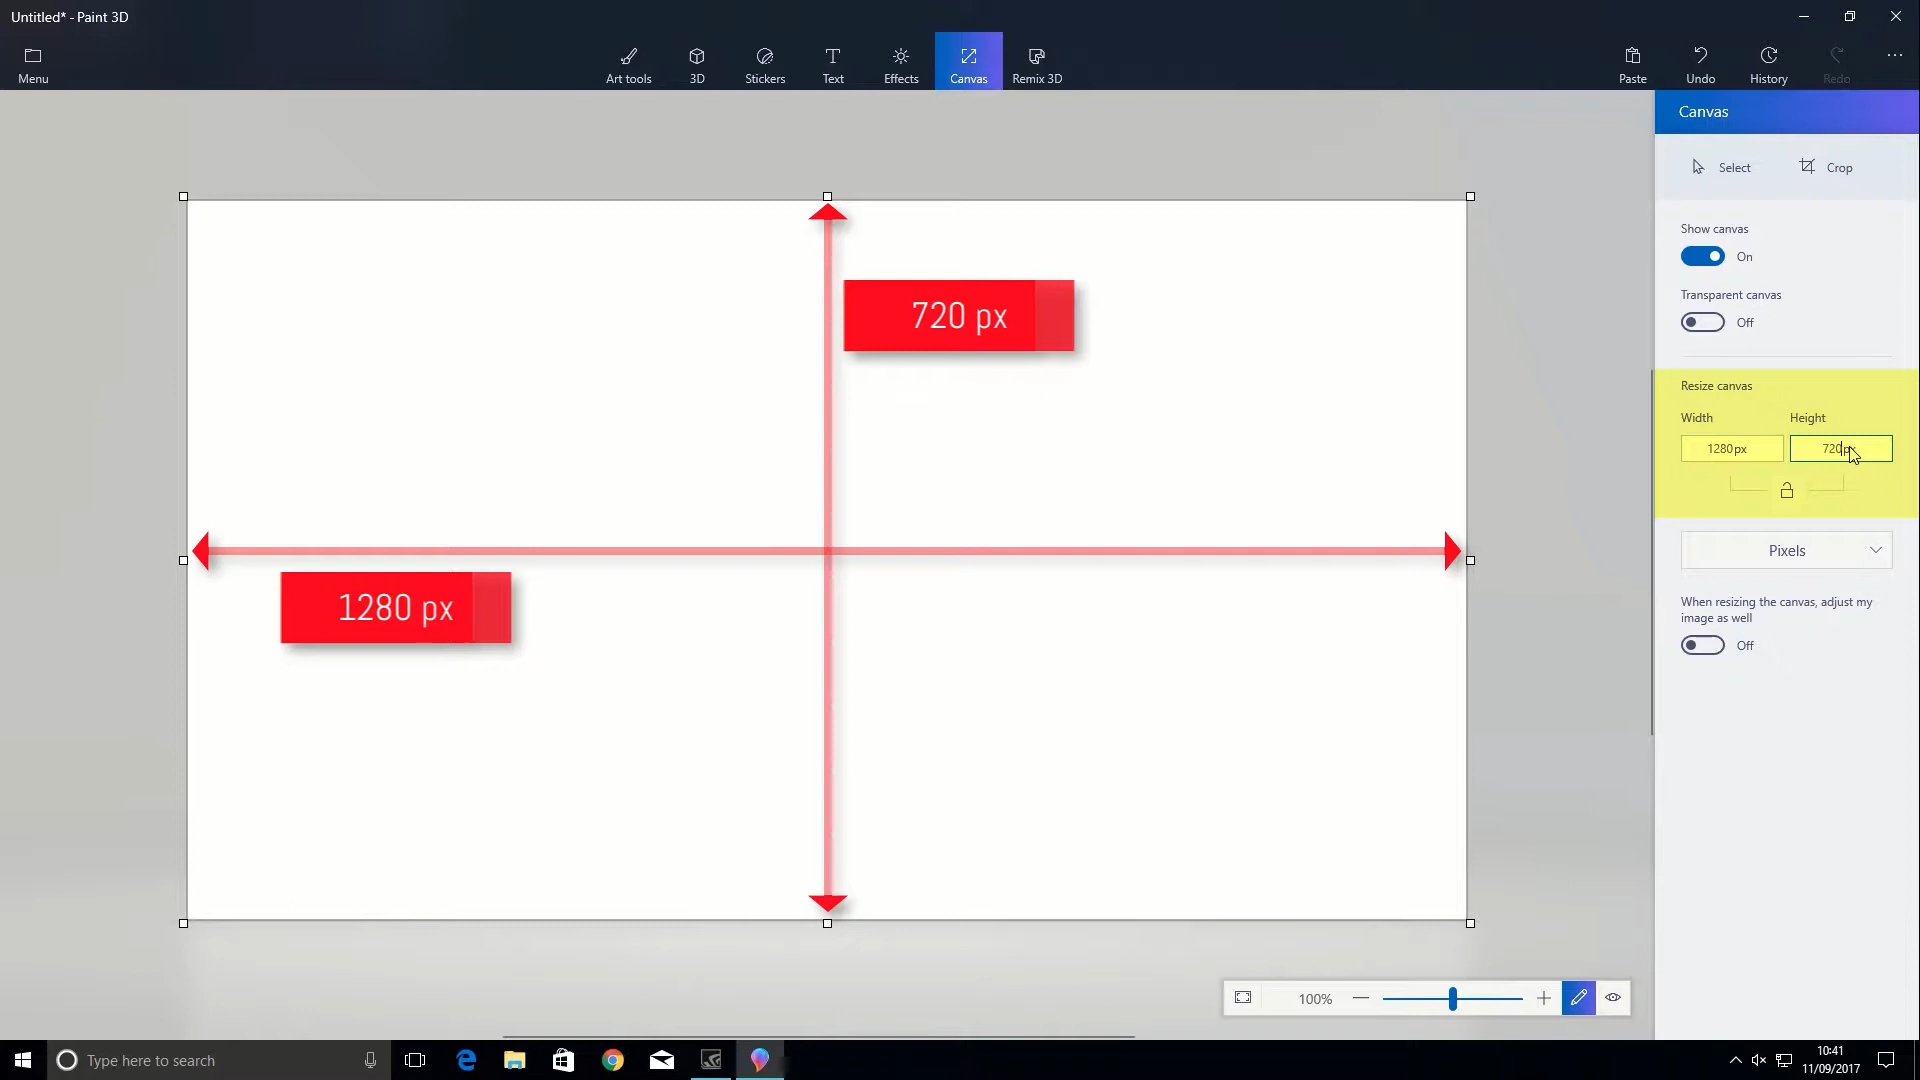 Untitled* - Paint 3D
Menu
Art tools
3D
Stickers
Text
Effects
Canvas
Remix 3D
Paste
Undo
History
Redo
Canvas
Select
Crop
Show canvas
On
Transparent canvas
Off
Resize canvas
Width
Height
1280px
720px
Pixels
When resizing the canvas, adjust my
image as well
Off
720 px
1280 px
100%
Type here to search
10:41
11/09/2017